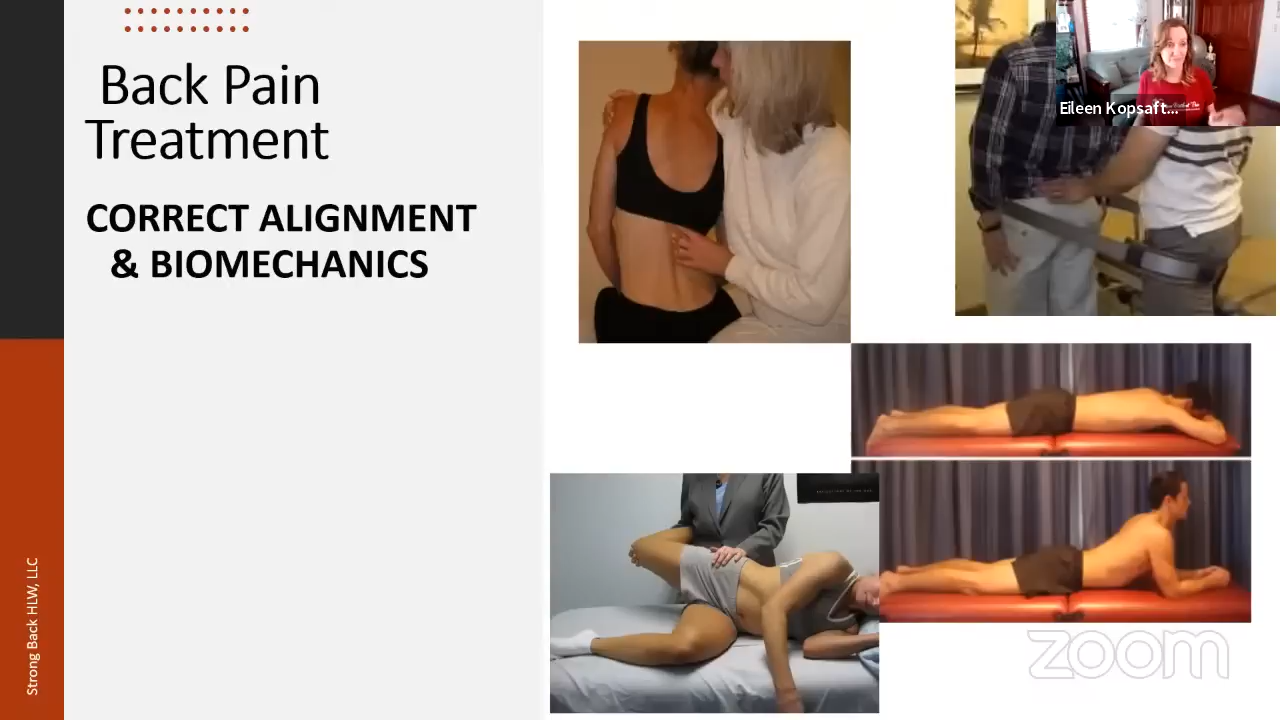 Back Pain
Treatment
CORRECT ALIGNMENT
& BIOMECHANICS
Strong Back HLW, LLC
Eileen Kopsaft...
zoom